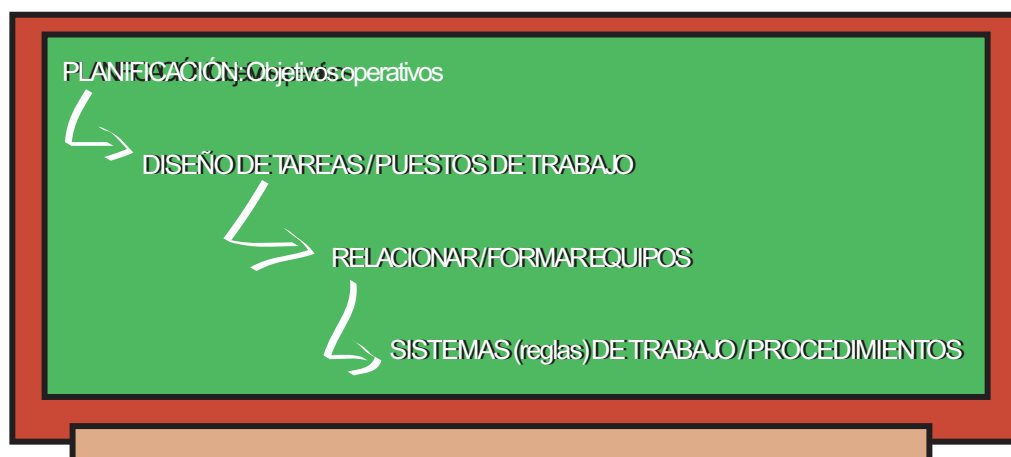 PLANIFICACIÓN: Objetivos operativos
DISEÑO DE TAREAS / PUESTOS DE TRABAJO
RELACIONAR / FORMAR EQUIPOS
SISTEMAS (reglas) DE TRABAJO / PROCEDIMIENTOS